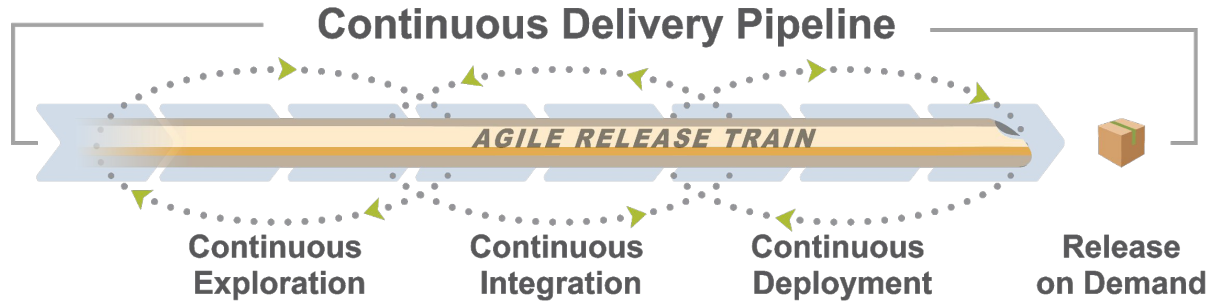 Continuous Delivery Pipeline
AGILE RELEASE TRAIN
Continuous
Exploration
Continuous
Integration
Continuous
Deployment
Release
on Demand